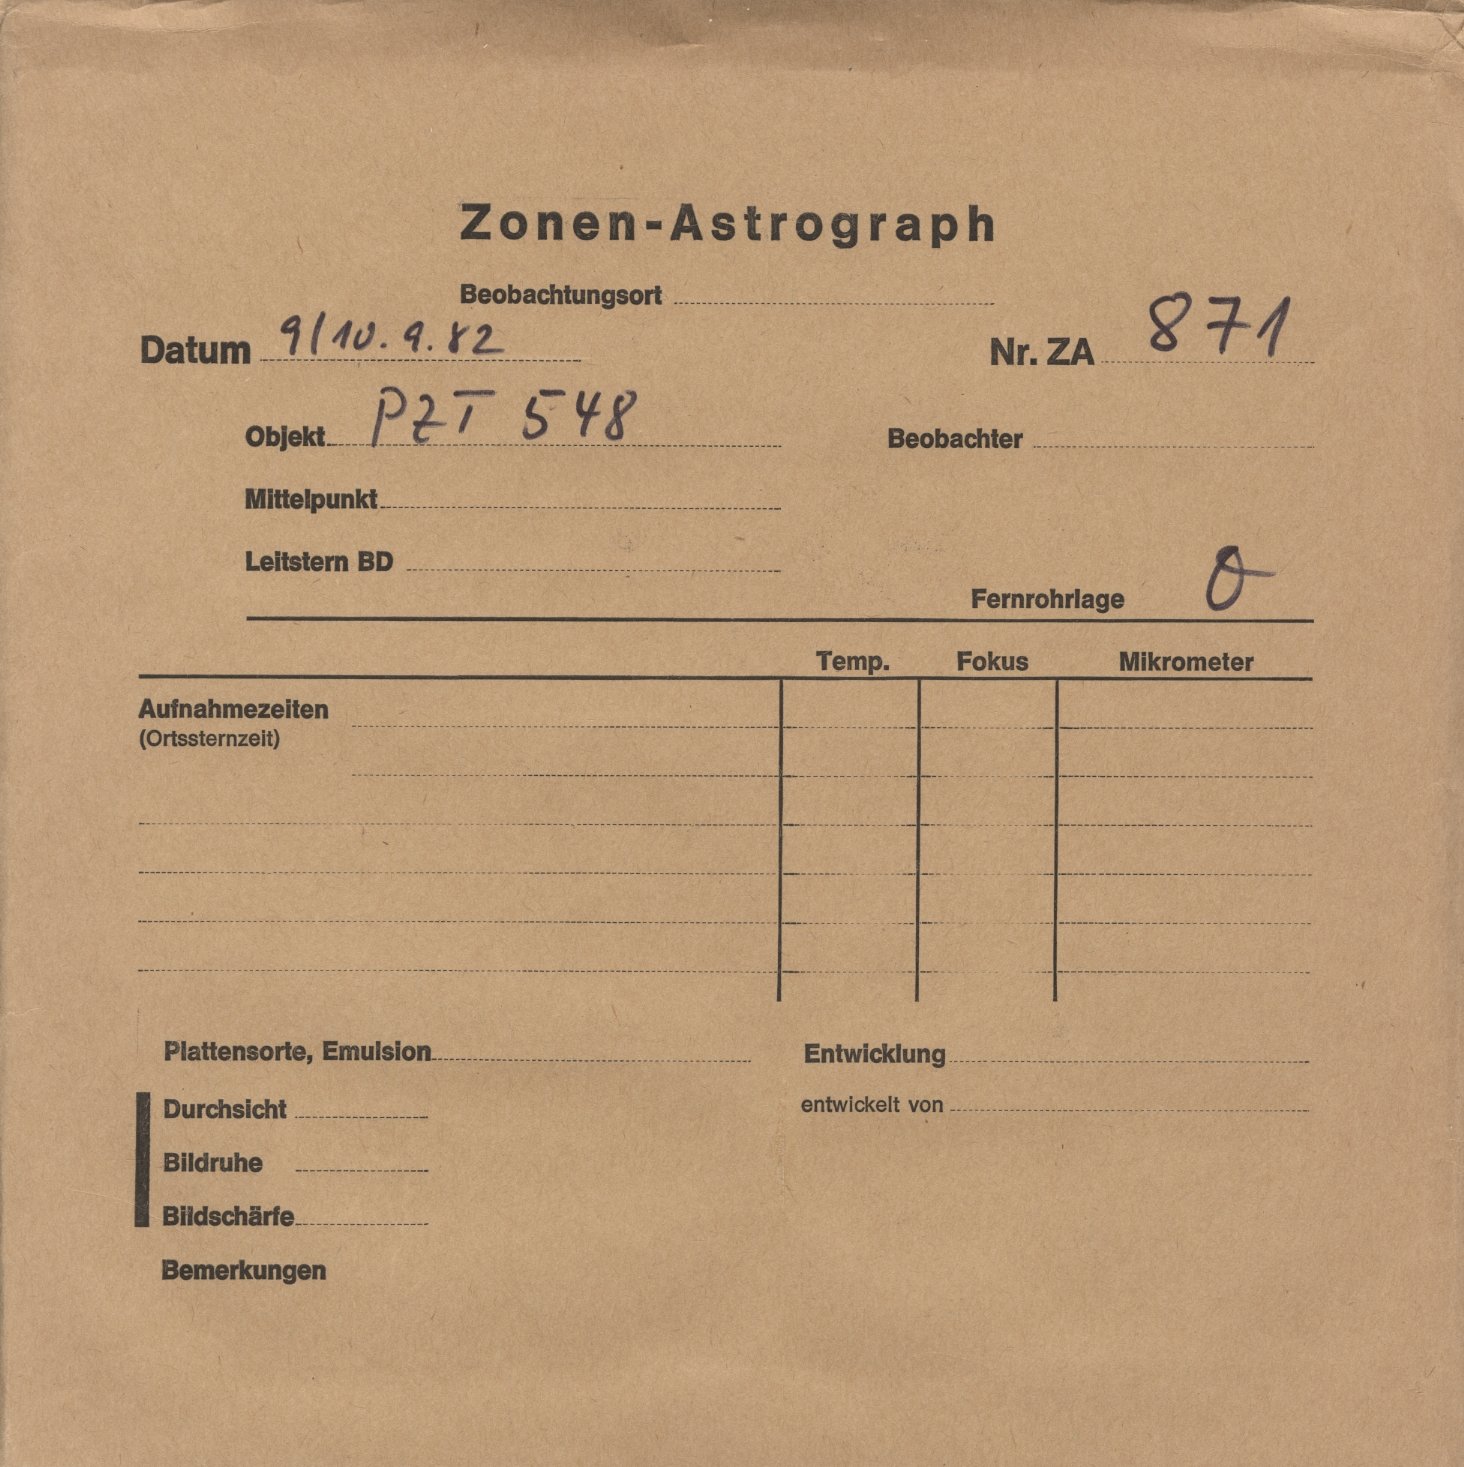 Zonen-Astrograph
Beobachtungsort
Datum 9/10.9.82 Nr. ZA 871
Objekt PZT 548 Beobachter
Mittelpunkt
Leitstern BD
Fernrohrlage O
Temp. Fokus Mikrometer
Aufnahmezeiten
(Ortssternzeit)
Plattensorte, Emulsion Entwicklung
Durchsicht entwickelt von
Bildruhe
Bildschärfe
Bemerkungen